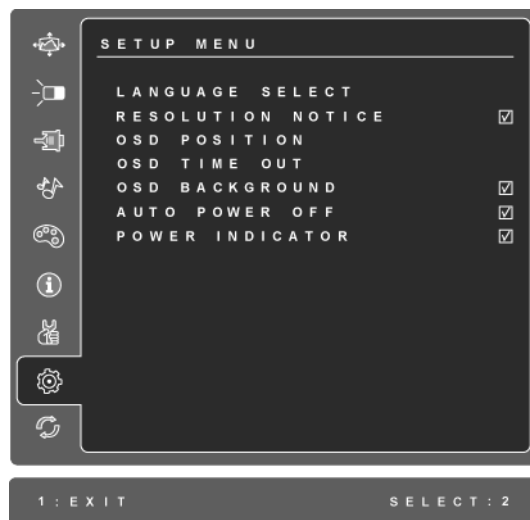 SETUP MENU
LANGUAGE SELECT
RESOLUTION NOTICE
OSD POSITION
OSD TIME OUT
OSD BACKGROUND
AUTO POWER OFF
POWER INDICATOR
1:EXIT SELECT:2